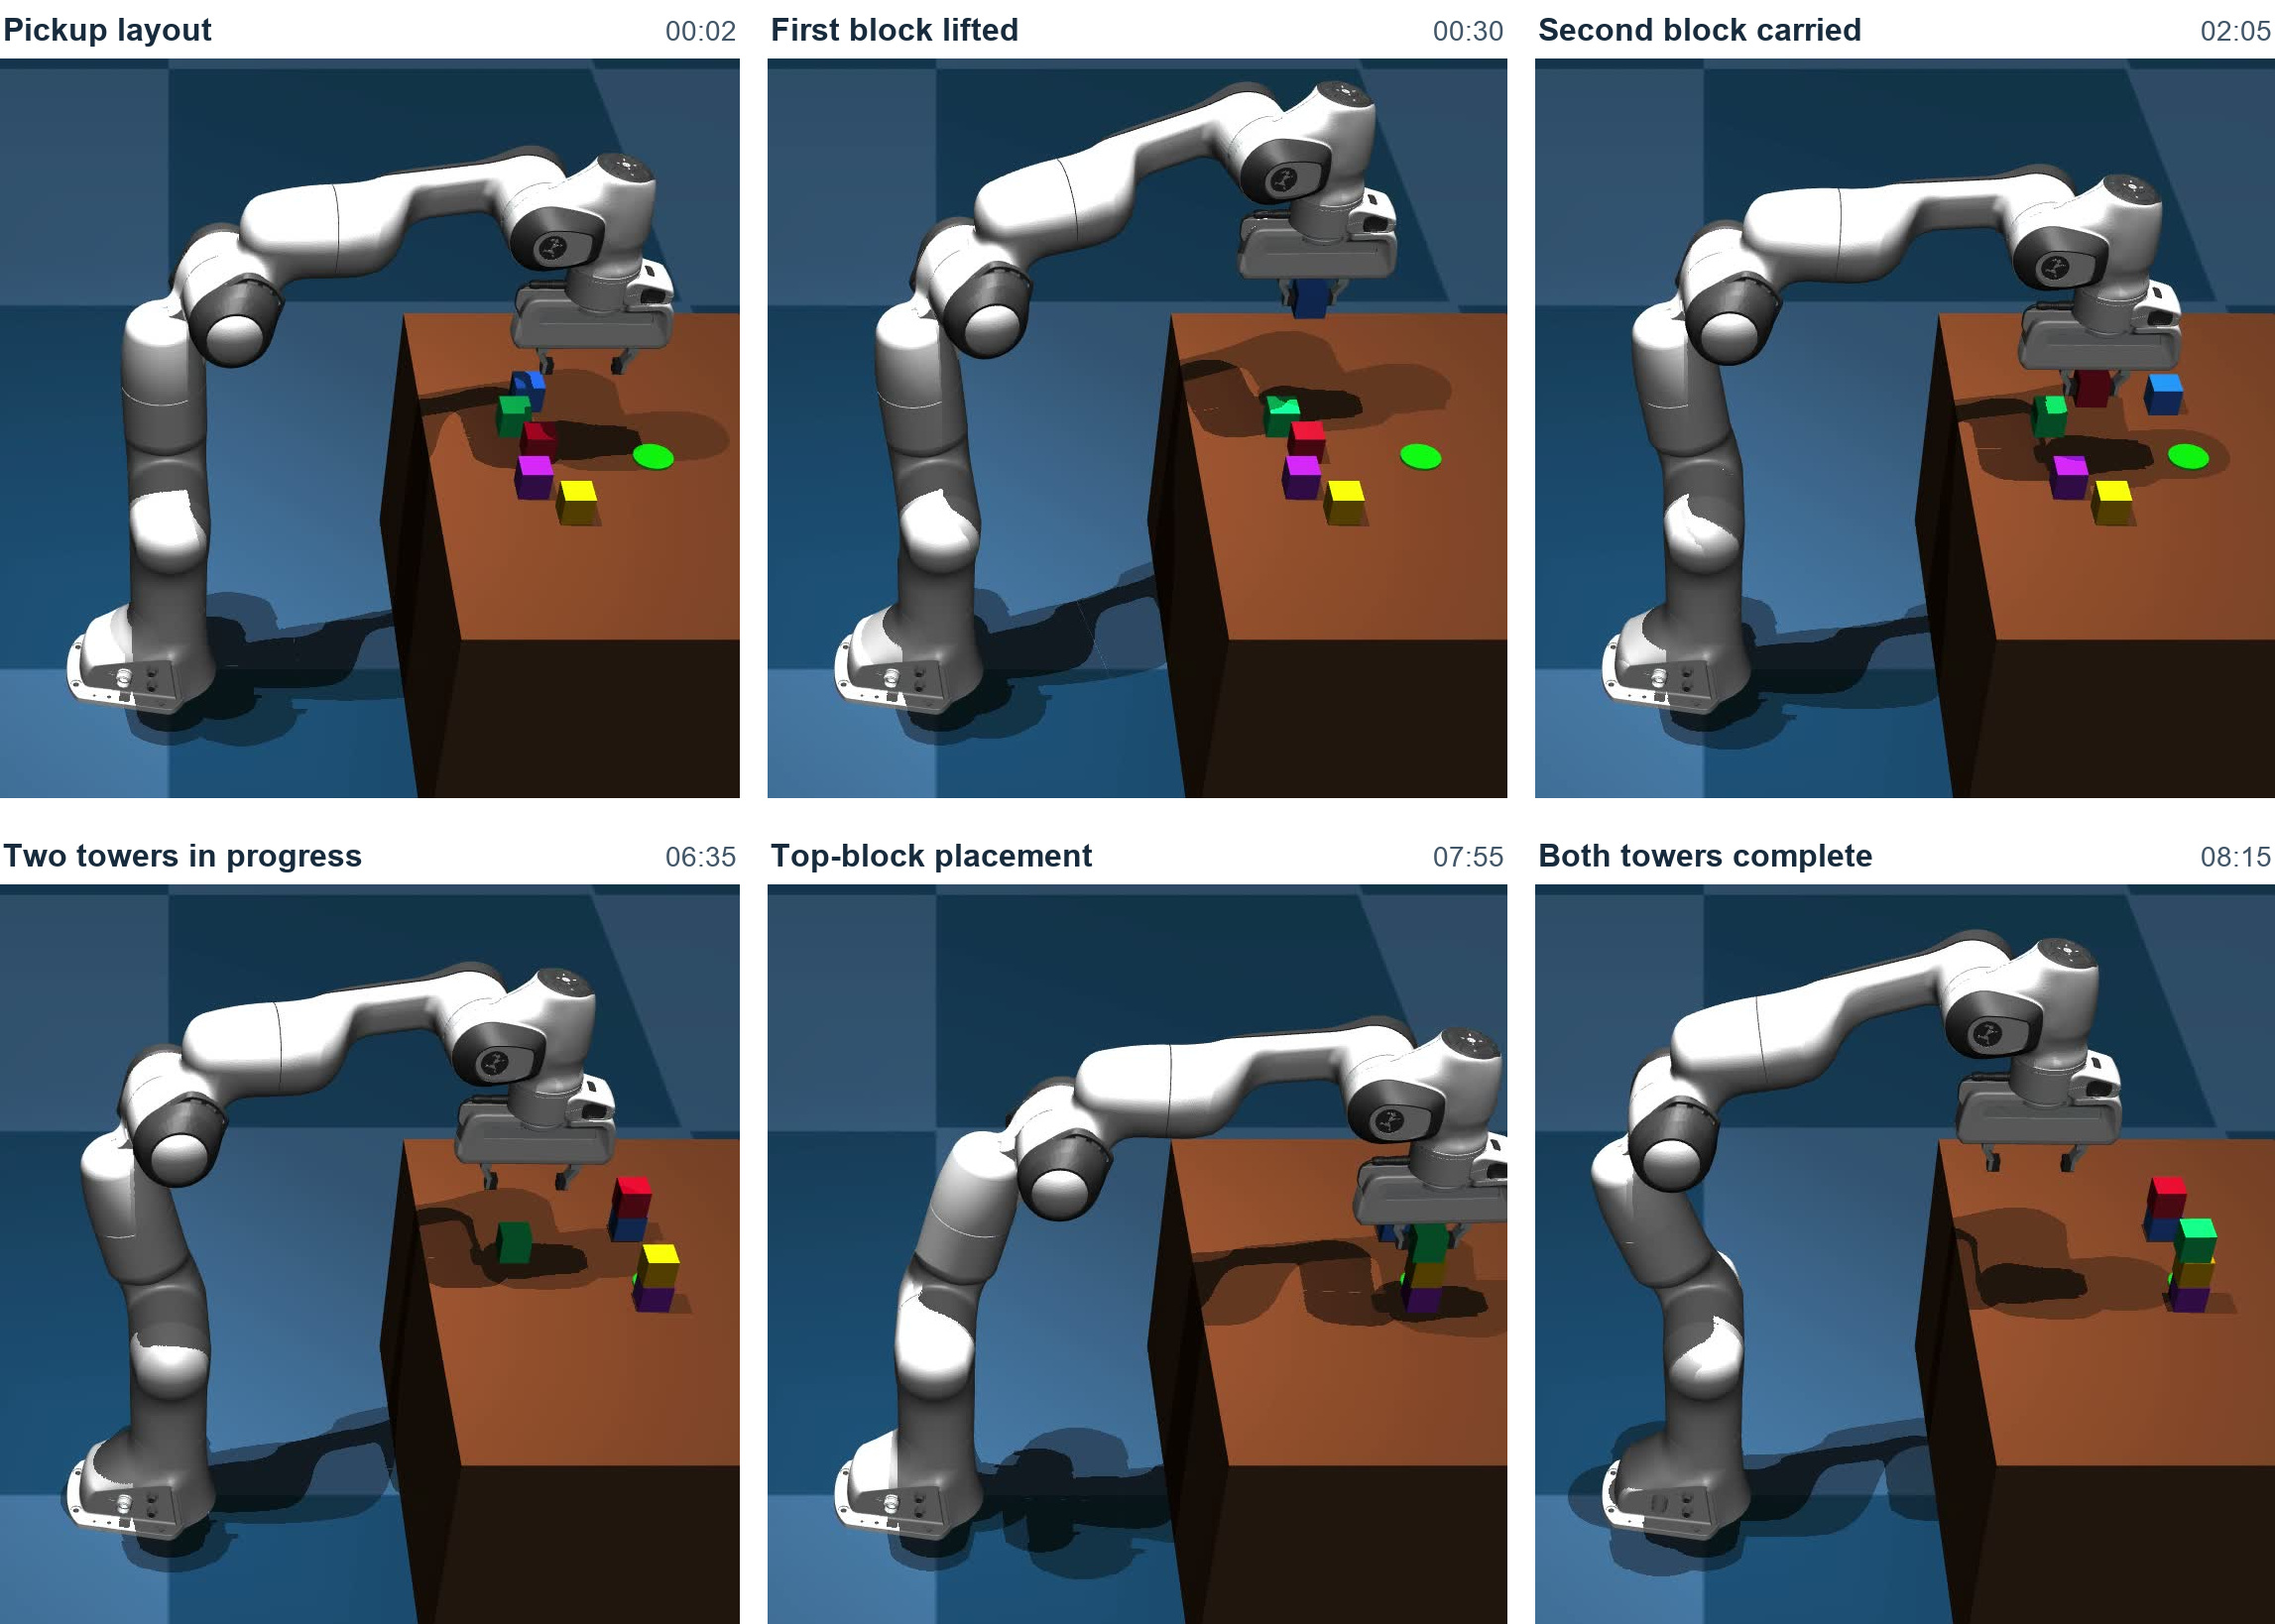 Pickup layout 00:02
First block lifted 00:30
Second block carried 02:05
Two towers in progress 06:35
Top-block placement 07:55
Both towers complete 08:15